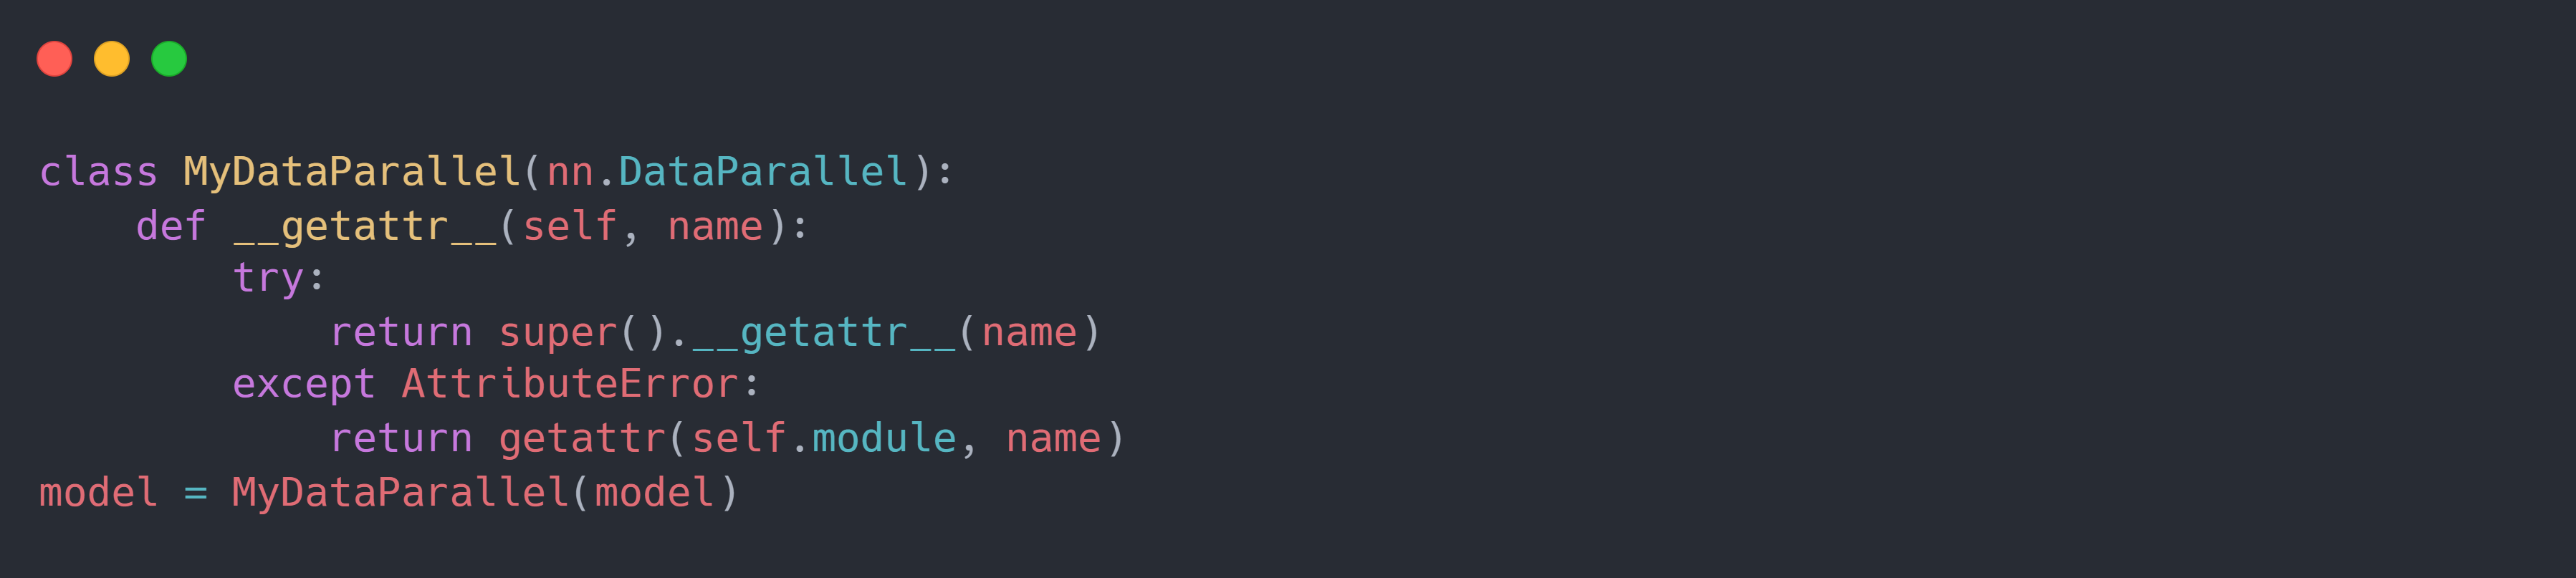 class MyDataParallel(nn.DataParallel):
    def __getattr__(self, name):
        try:
            return super().__getattr__(name)
        except AttributeError:
            return getattr(self.module, name)
model = MyDataParallel(model)